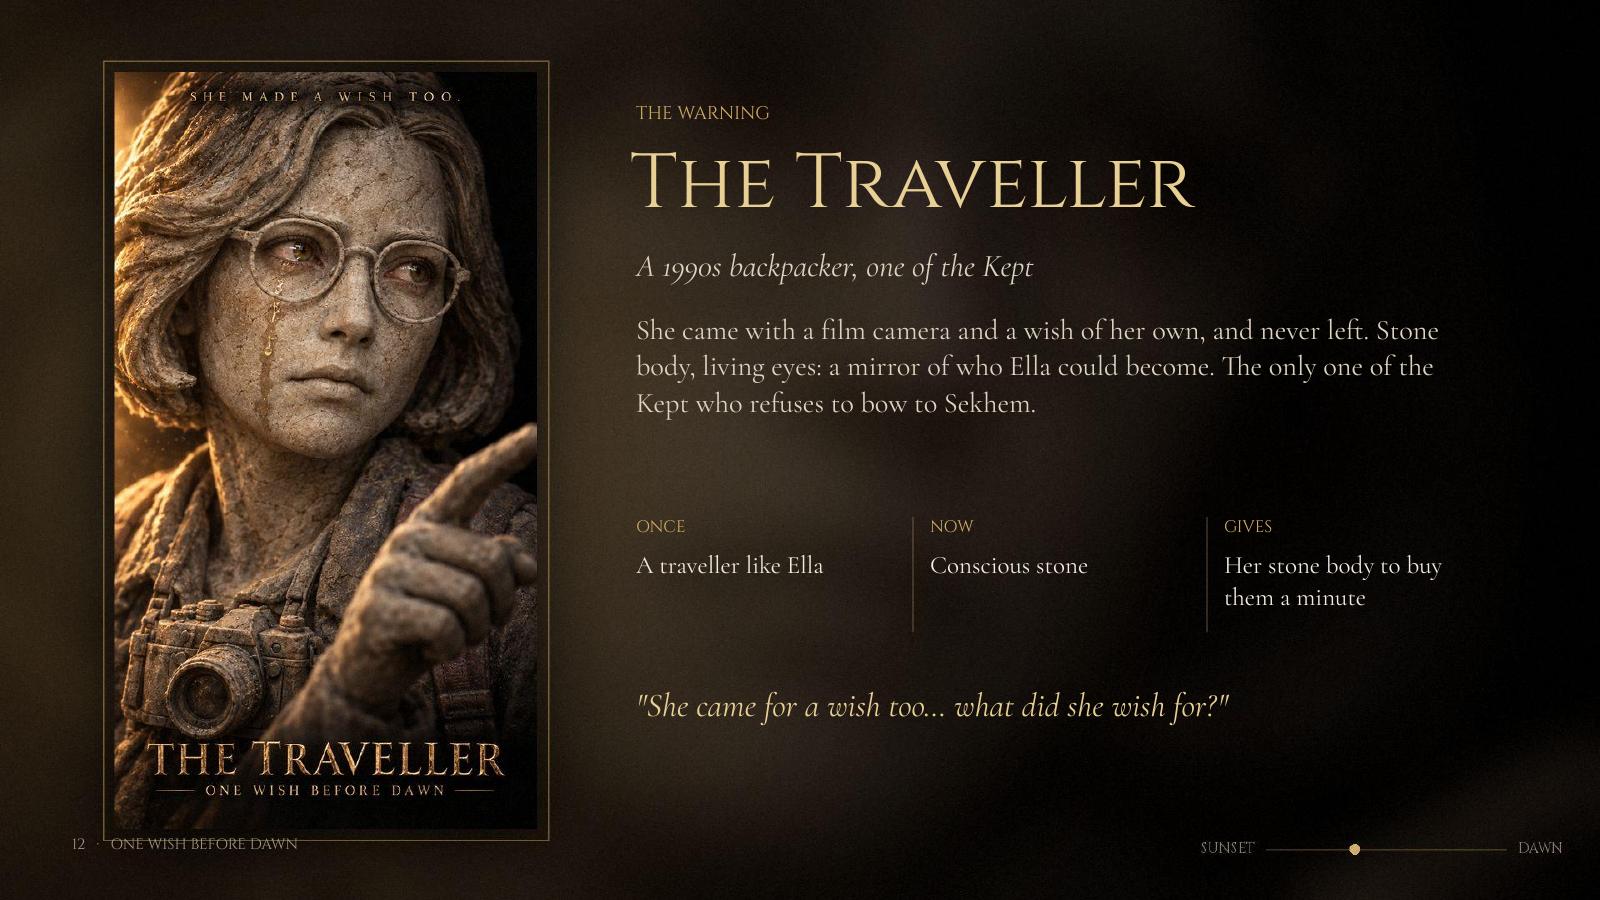 SHE MADE A WISH TOO.
THE TRAVELLER
ONE WISH BEFORE DAWN
THE WARNING
THE TRAVELLER
A 1990s backpacker, one of the Kept
She came with a film camera and a wish of her own, and never left. Stone
body, living eyes: a mirror of who Ella could become. The only one of the
Kept who refuses to bow to Sekhem.
ONCE
A traveller like Ella
NOW
Conscious stone
GIVES
Her stone body to buy
them a minute
"She came for a wish too... what did she wish for?"
12 · ONE WISH BEFORE DAWN
SUNSET
DAWN